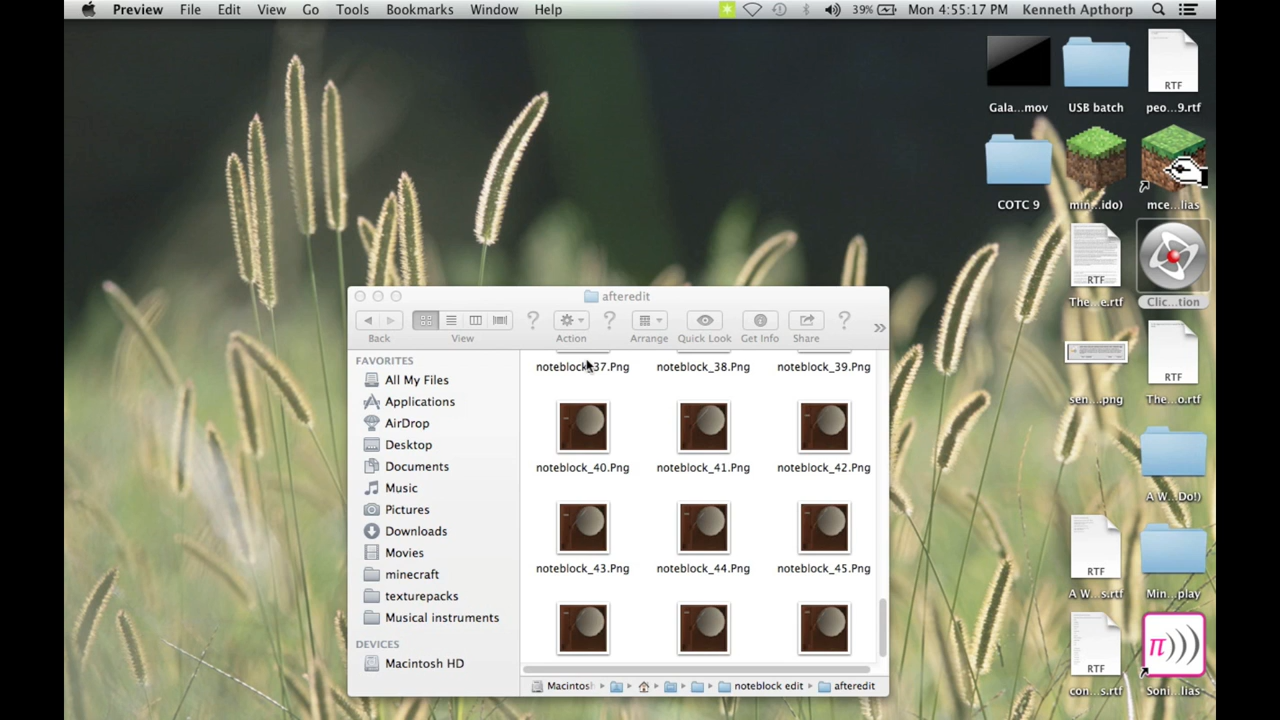 Preview File Edit View Go Tools Bookmarks Window Help 39% Mon 4:55:17 PM Kenneth Apthorp
RTF
Gala...mov USB batch peo...9.rtf
COTC 9 min...ido) mce...lias
RTF
The...e.rtf Clic...tion
RTF
sen...png The...o.rtf
A W...Do!)
RTF
A W...s.rtf Min...play
RTF
con...s.rtf Soni...lias
π
afteredit
Back View Action Arrange Quick Look Get Info Share
FAVORITES
All My Files
Applications
AirDrop
Desktop
Documents
Music
Pictures
Downloads
Movies
minecraft
texturepacks
Musical instruments
DEVICES
Macintosh HD
noteblock_37.Png noteblock_38.Png noteblock_39.Png
noteblock_40.Png noteblock_41.Png noteblock_42.Png
noteblock_43.Png noteblock_44.Png noteblock_45.Png
Macintosh noteblock edit afteredit